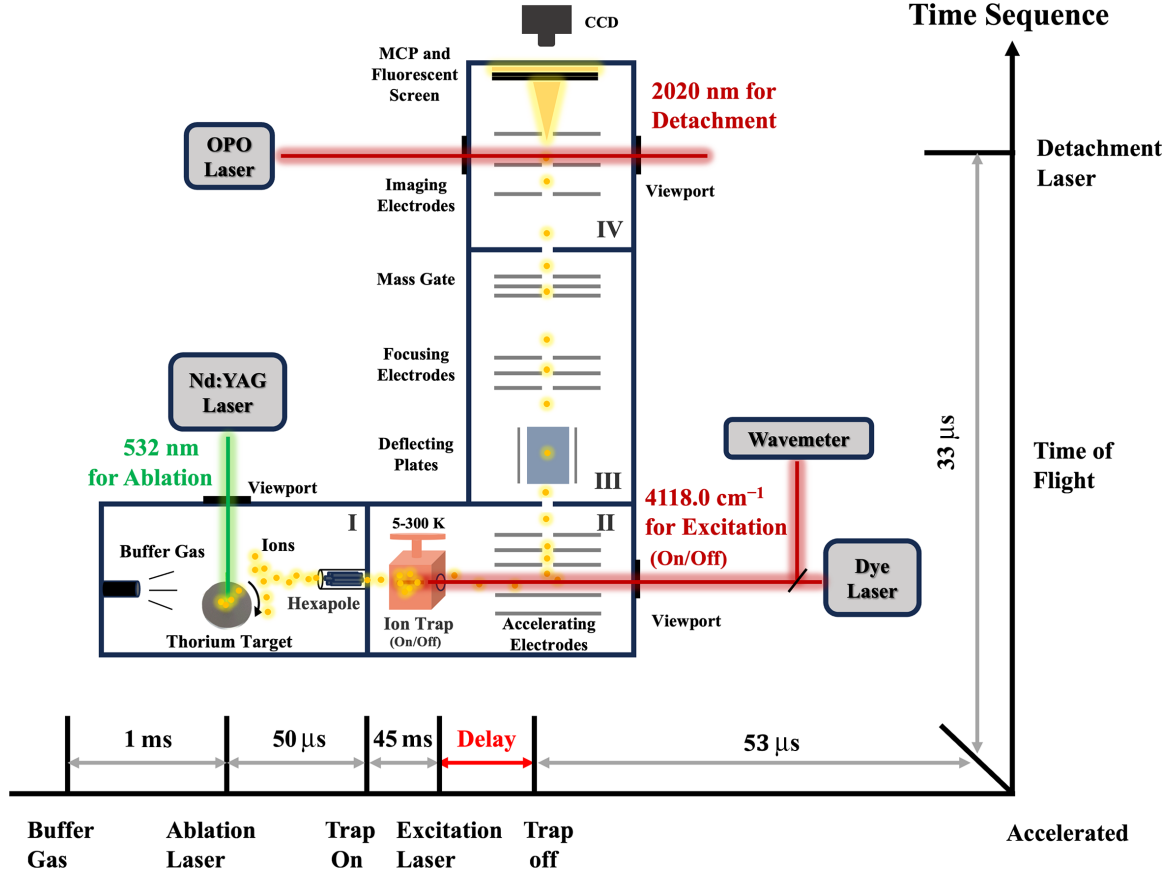 CCD
Time Sequence
MCP and
Fluorescent
Screen
2020 nm for
Detachment
OPO
Laser
Detachment
Laser
Imaging
Electrodes
Viewport
IV
Mass Gate
Focusing
Electrodes
Nd:YAG
Laser
532 nm
for Ablation
Deflecting
Plates
Wavemeter
33 μs
Time of
Flight
Viewport
III
4118.0 cm⁻¹
for Excitation
(On/Off)
I
II
5-300 K
Buffer Gas
Ions
Hexapole
Dye
Laser
Thorium Target
Ion Trap
(On/Off)
Accelerating
Electrodes
Viewport
1 ms
50 μs
45 ms
Delay
53 μs
Buffer
Gas
Ablation
Laser
Trap
On
Excitation
Laser
Trap
off
Accelerated